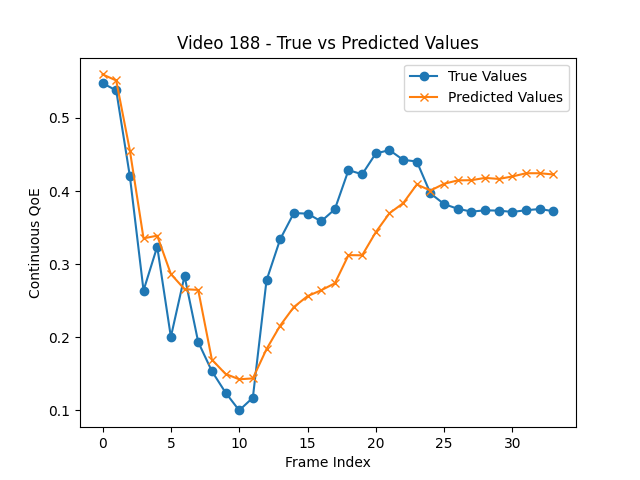 Video 188 - True vs Predicted Values
True Values
Predicted Values
Continuous QoE
0.5
0.4
0.3
0.2
0.1
0 5 10 15 20 25 30
Frame Index